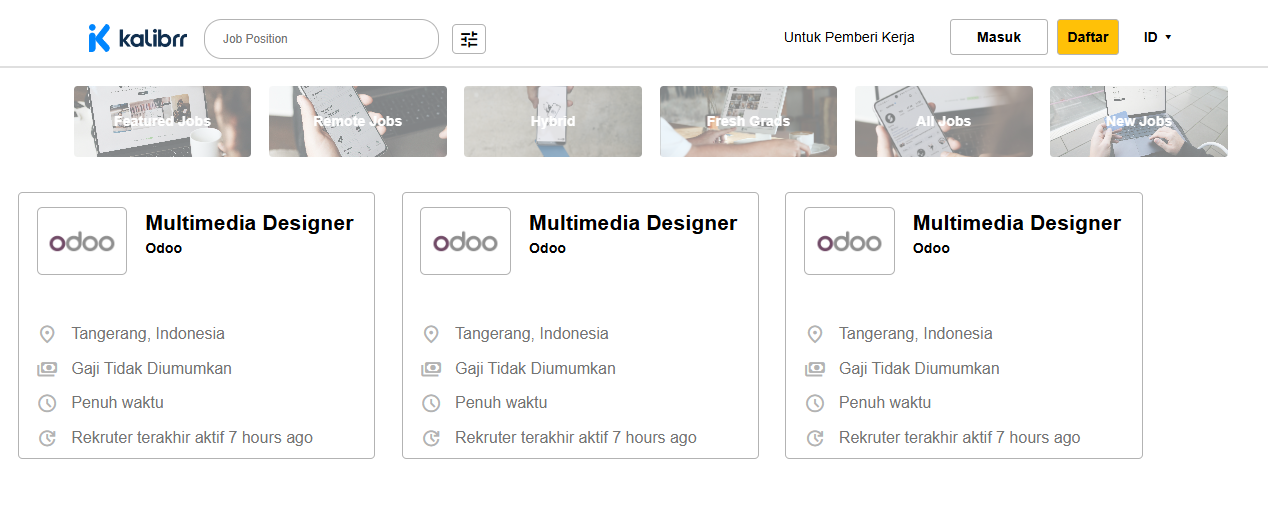 kalibrr
Job Position
Untuk Pemberi Kerja
Masuk
Daftar
ID
Featured Jobs
Remote Jobs
Hybrid
Fresh Grads
All Jobs
New Jobs
odoo
Multimedia Designer
Odoo
Tangerang, Indonesia
Gaji Tidak Diumumkan
Penuh waktu
Rekruter terakhir aktif 7 hours ago
odoo
Multimedia Designer
Odoo
Tangerang, Indonesia
Gaji Tidak Diumumkan
Penuh waktu
Rekruter terakhir aktif 7 hours ago
odoo
Multimedia Designer
Odoo
Tangerang, Indonesia
Gaji Tidak Diumumkan
Penuh waktu
Rekruter terakhir aktif 7 hours ago